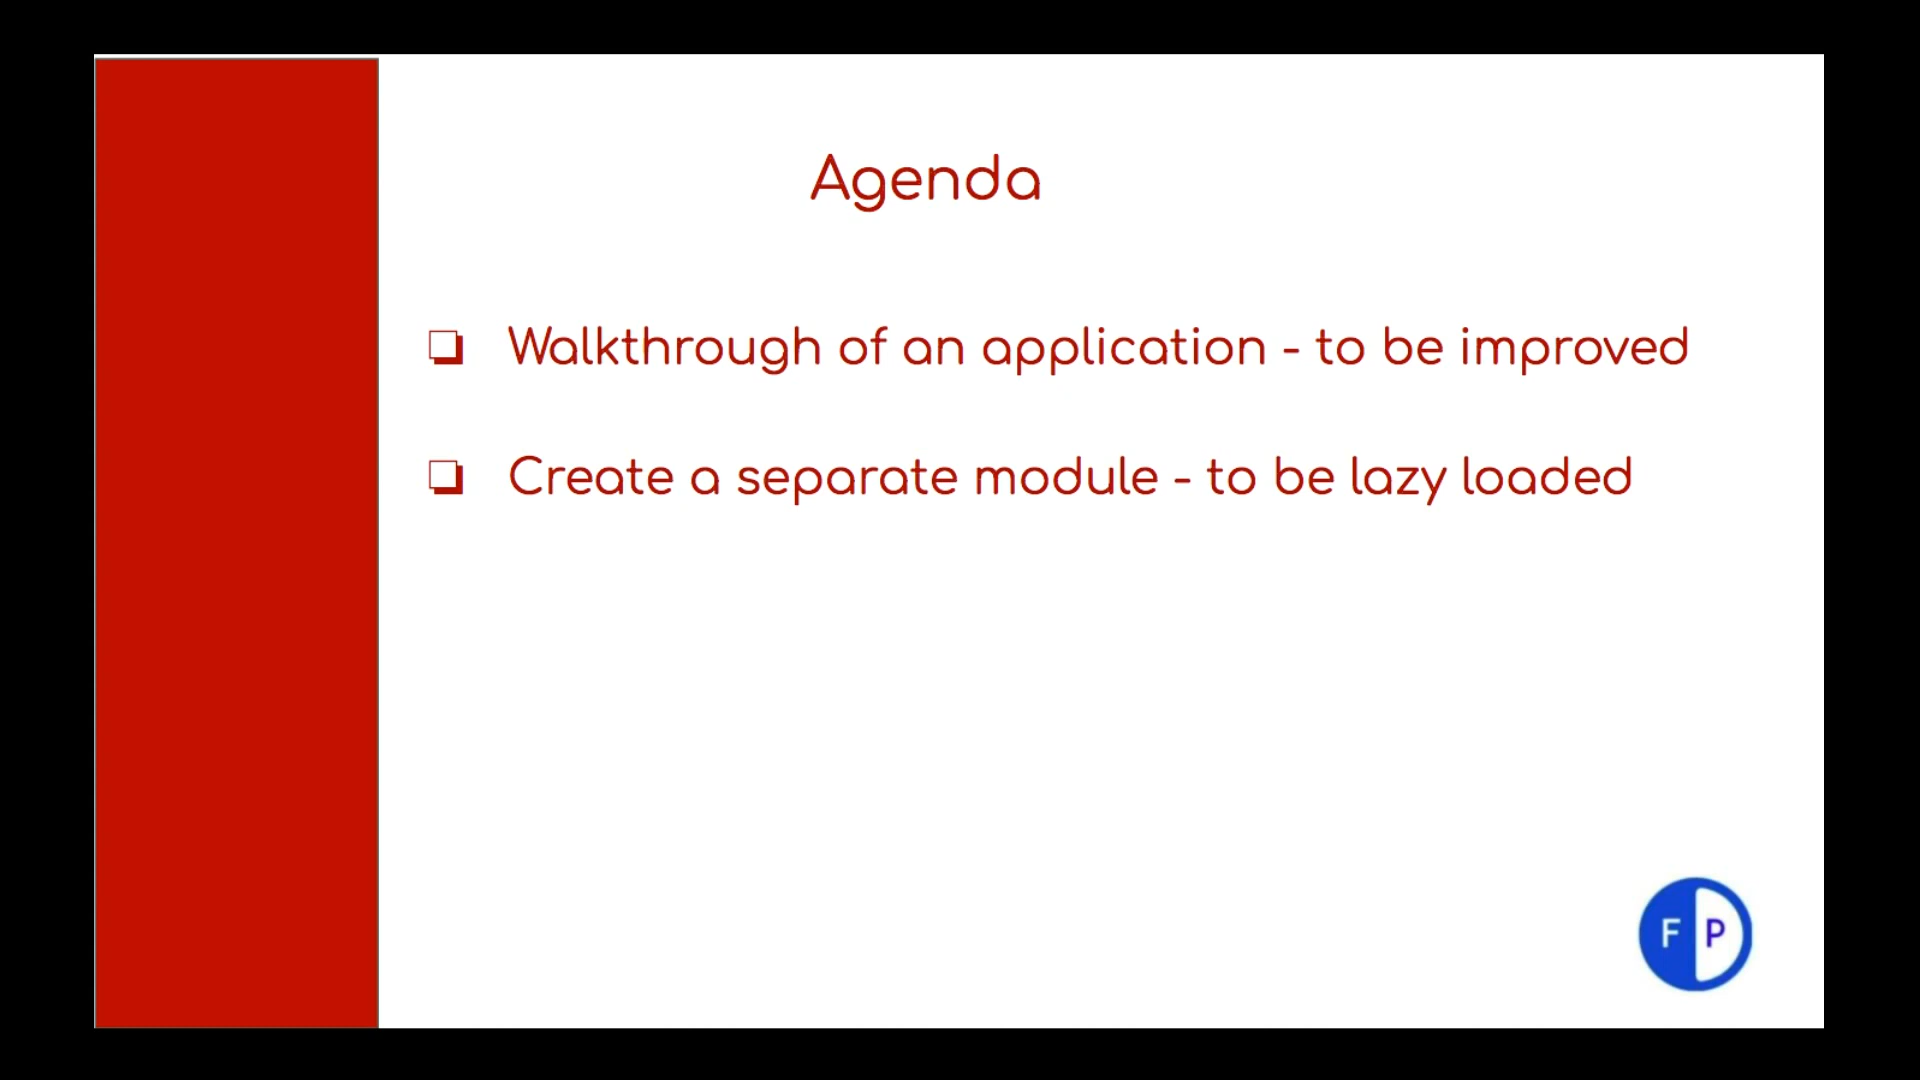 Agenda
❏ Walkthrough of an application - to be improved
❏ Create a separate module - to be lazy loaded
F P